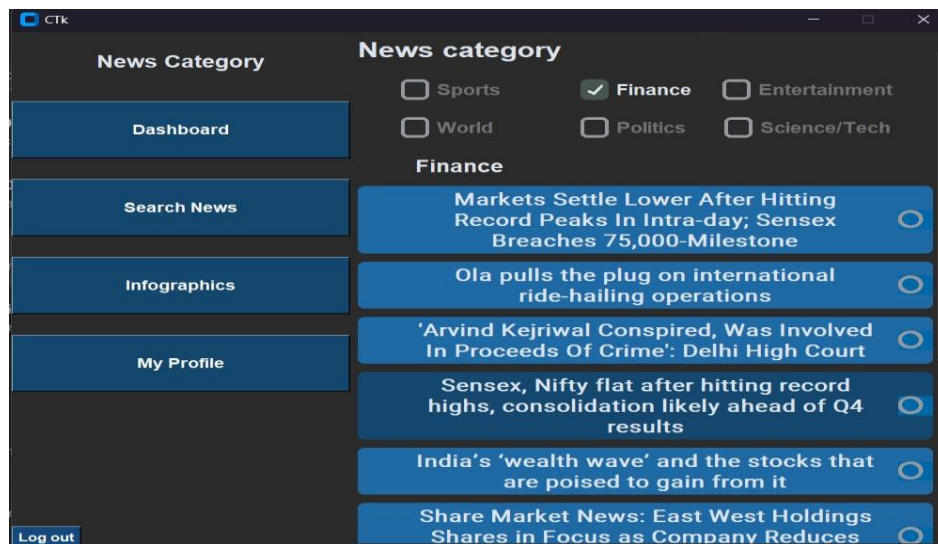 CTk
News Category
Dashboard
Search News
Infographics
My Profile
Log out
News category
Sports
Finance
Entertainment
World
Politics
Science/Tech
Finance
Markets Settle Lower After Hitting
Record Peaks In Intra-day; Sensex
Breaches 75,000-Milestone
Ola pulls the plug on international
ride-hailing operations
'Arvind Kejriwal Conspired, Was Involved
In Proceeds Of Crime': Delhi High Court
Sensex, Nifty flat after hitting record
highs, consolidation likely ahead of Q4
results
India's ‘wealth wave’ and the stocks that
are poised to gain from it
Share Market News: East West Holdings
Shares in Focus as Company Reduces